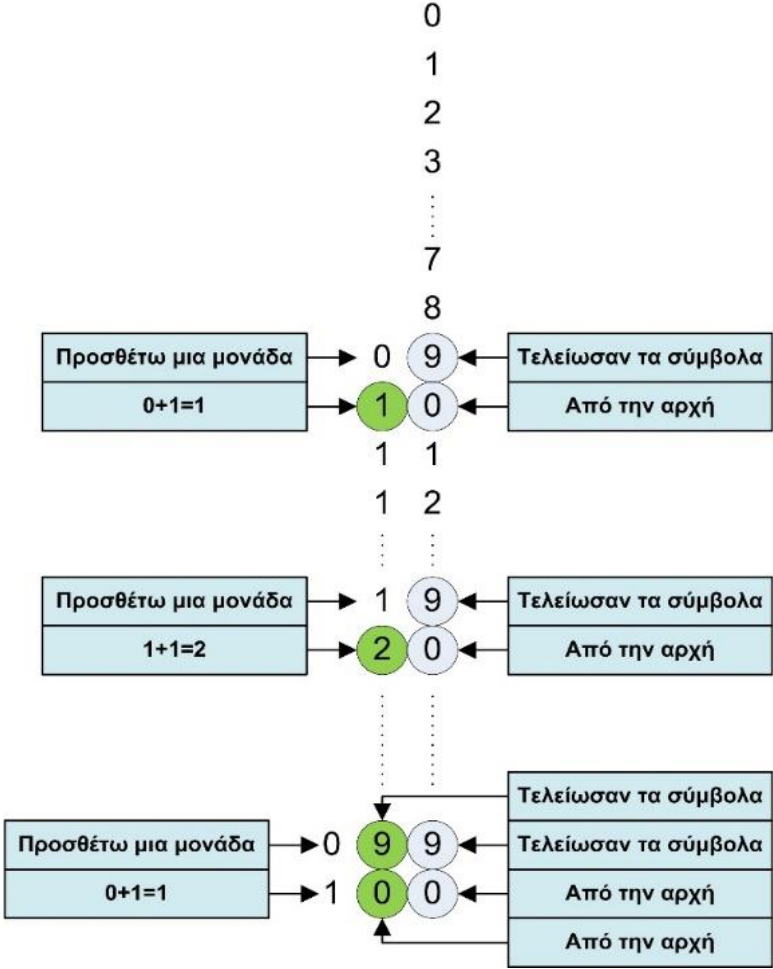 0
1
2
3
7
8
Προσθέτω μια μονάδα 0 9 Τελείωσαν τα σύμβολα
0+1=1 1 0 Από την αρχή
1 1
1 2
Προσθέτω μια μονάδα 1 9 Τελείωσαν τα σύμβολα
1+1=2 2 0 Από την αρχή
Τελείωσαν τα σύμβολα
Προσθέτω μια μονάδα 0 9 9 Τελείωσαν τα σύμβολα
0+1=1 1 0 0 Από την αρχή
Από την αρχή